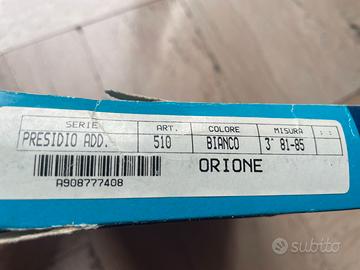 SERIE ART. COLORE MISURA
PRESIDIO ADD. 510 BIANCO 3° 81-85
ORIONE
A908777408
subito